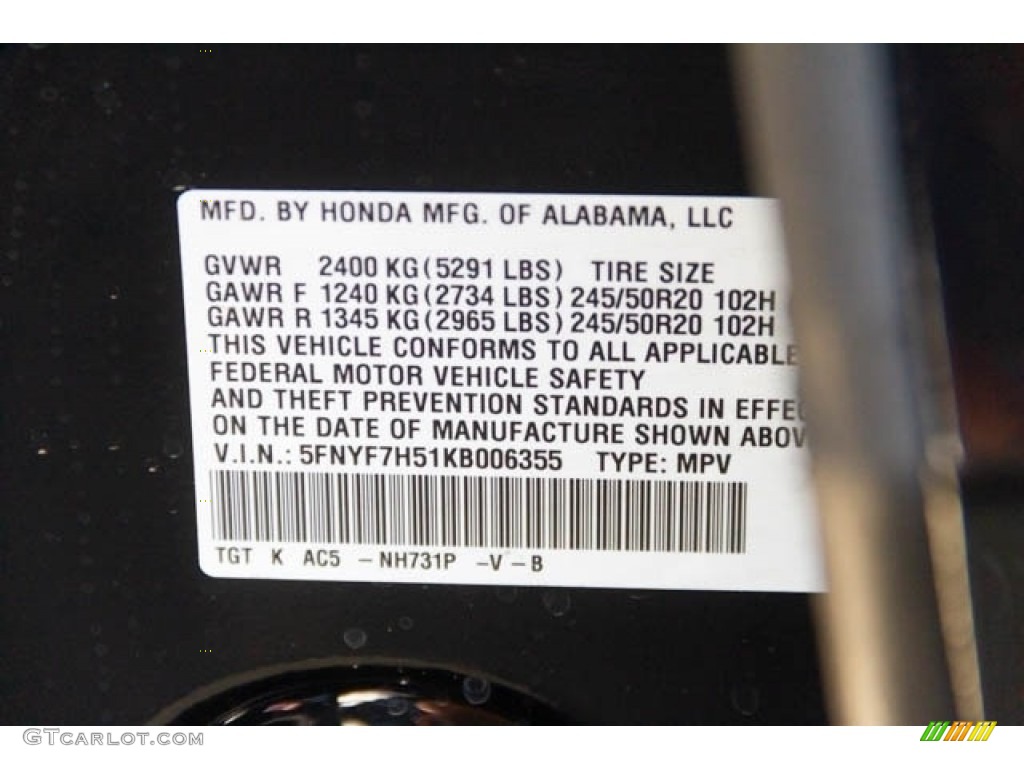 MFD. BY HONDA MFG. OF ALABAMA, LLC
GVWR 2400 KG(5291 LBS) TIRE SIZE
GAWR F 1240 KG(2734 LBS) 245/50R20 102H
GAWR R 1345 KG(2965 LBS) 245/50R20 102H
THIS VEHICLE CONFORMS TO ALL APPLICABLE
FEDERAL MOTOR VEHICLE SAFETY
AND THEFT PREVENTION STANDARDS IN EFFEC
ON THE DATE OF MANUFACTURE SHOWN ABOV
V.I.N.: 5FNYF7H51KB006355 TYPE: MPV
TGT K AC5 – NH731P –V – B
GTcarlot.com